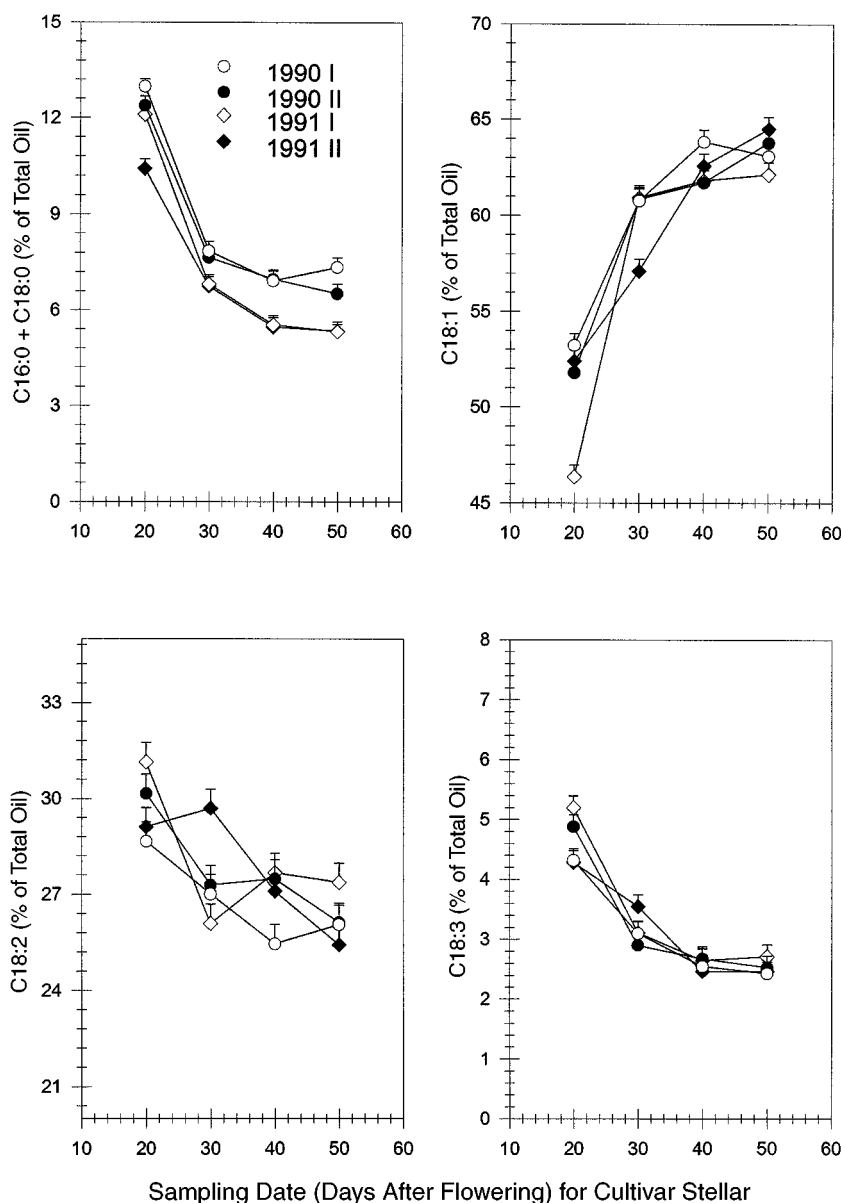 15
12
9
6
3
0
C16:0 + C18:0 (% of Total Oil)
1990 I
1990 II
1991 I
1991 II
10 20 30 40 50 60
70
65
60
55
50
45
C18:1 (% of Total Oil)
10 20 30 40 50 60
33
30
27
24
21
C18:2 (% of Total Oil)
10 20 30 40 50 60
8
7
6
5
4
3
2
1
0
C18:3 (% of Total Oil)
10 20 30 40 50 60
Sampling Date (Days After Flowering) for Cultivar Stellar